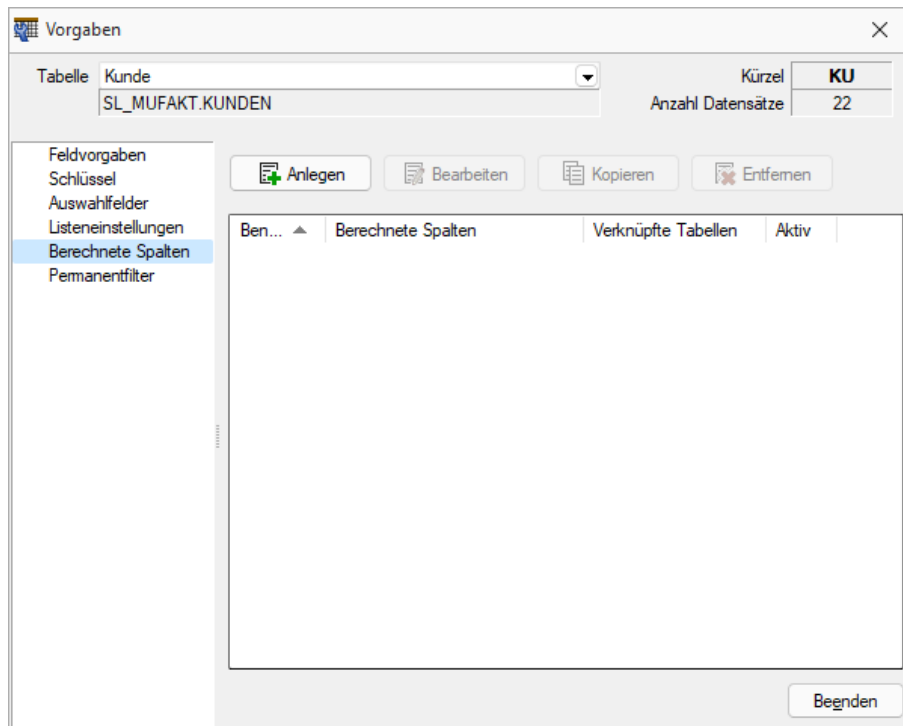 Vorgaben
Tabelle Kunde Kürzel KU
SL_MUFAKT.KUNDEN Anzahl Datensätze 22
Feldvorgaben
Schlüssel
Auswahlfelder
Listeneinstellungen
Berechnete Spalten
Permanentfilter
Anlegen Bearbeiten Kopieren Entfernen
Ben... Berechnete Spalten Verknüpfte Tabellen Aktiv
Beenden